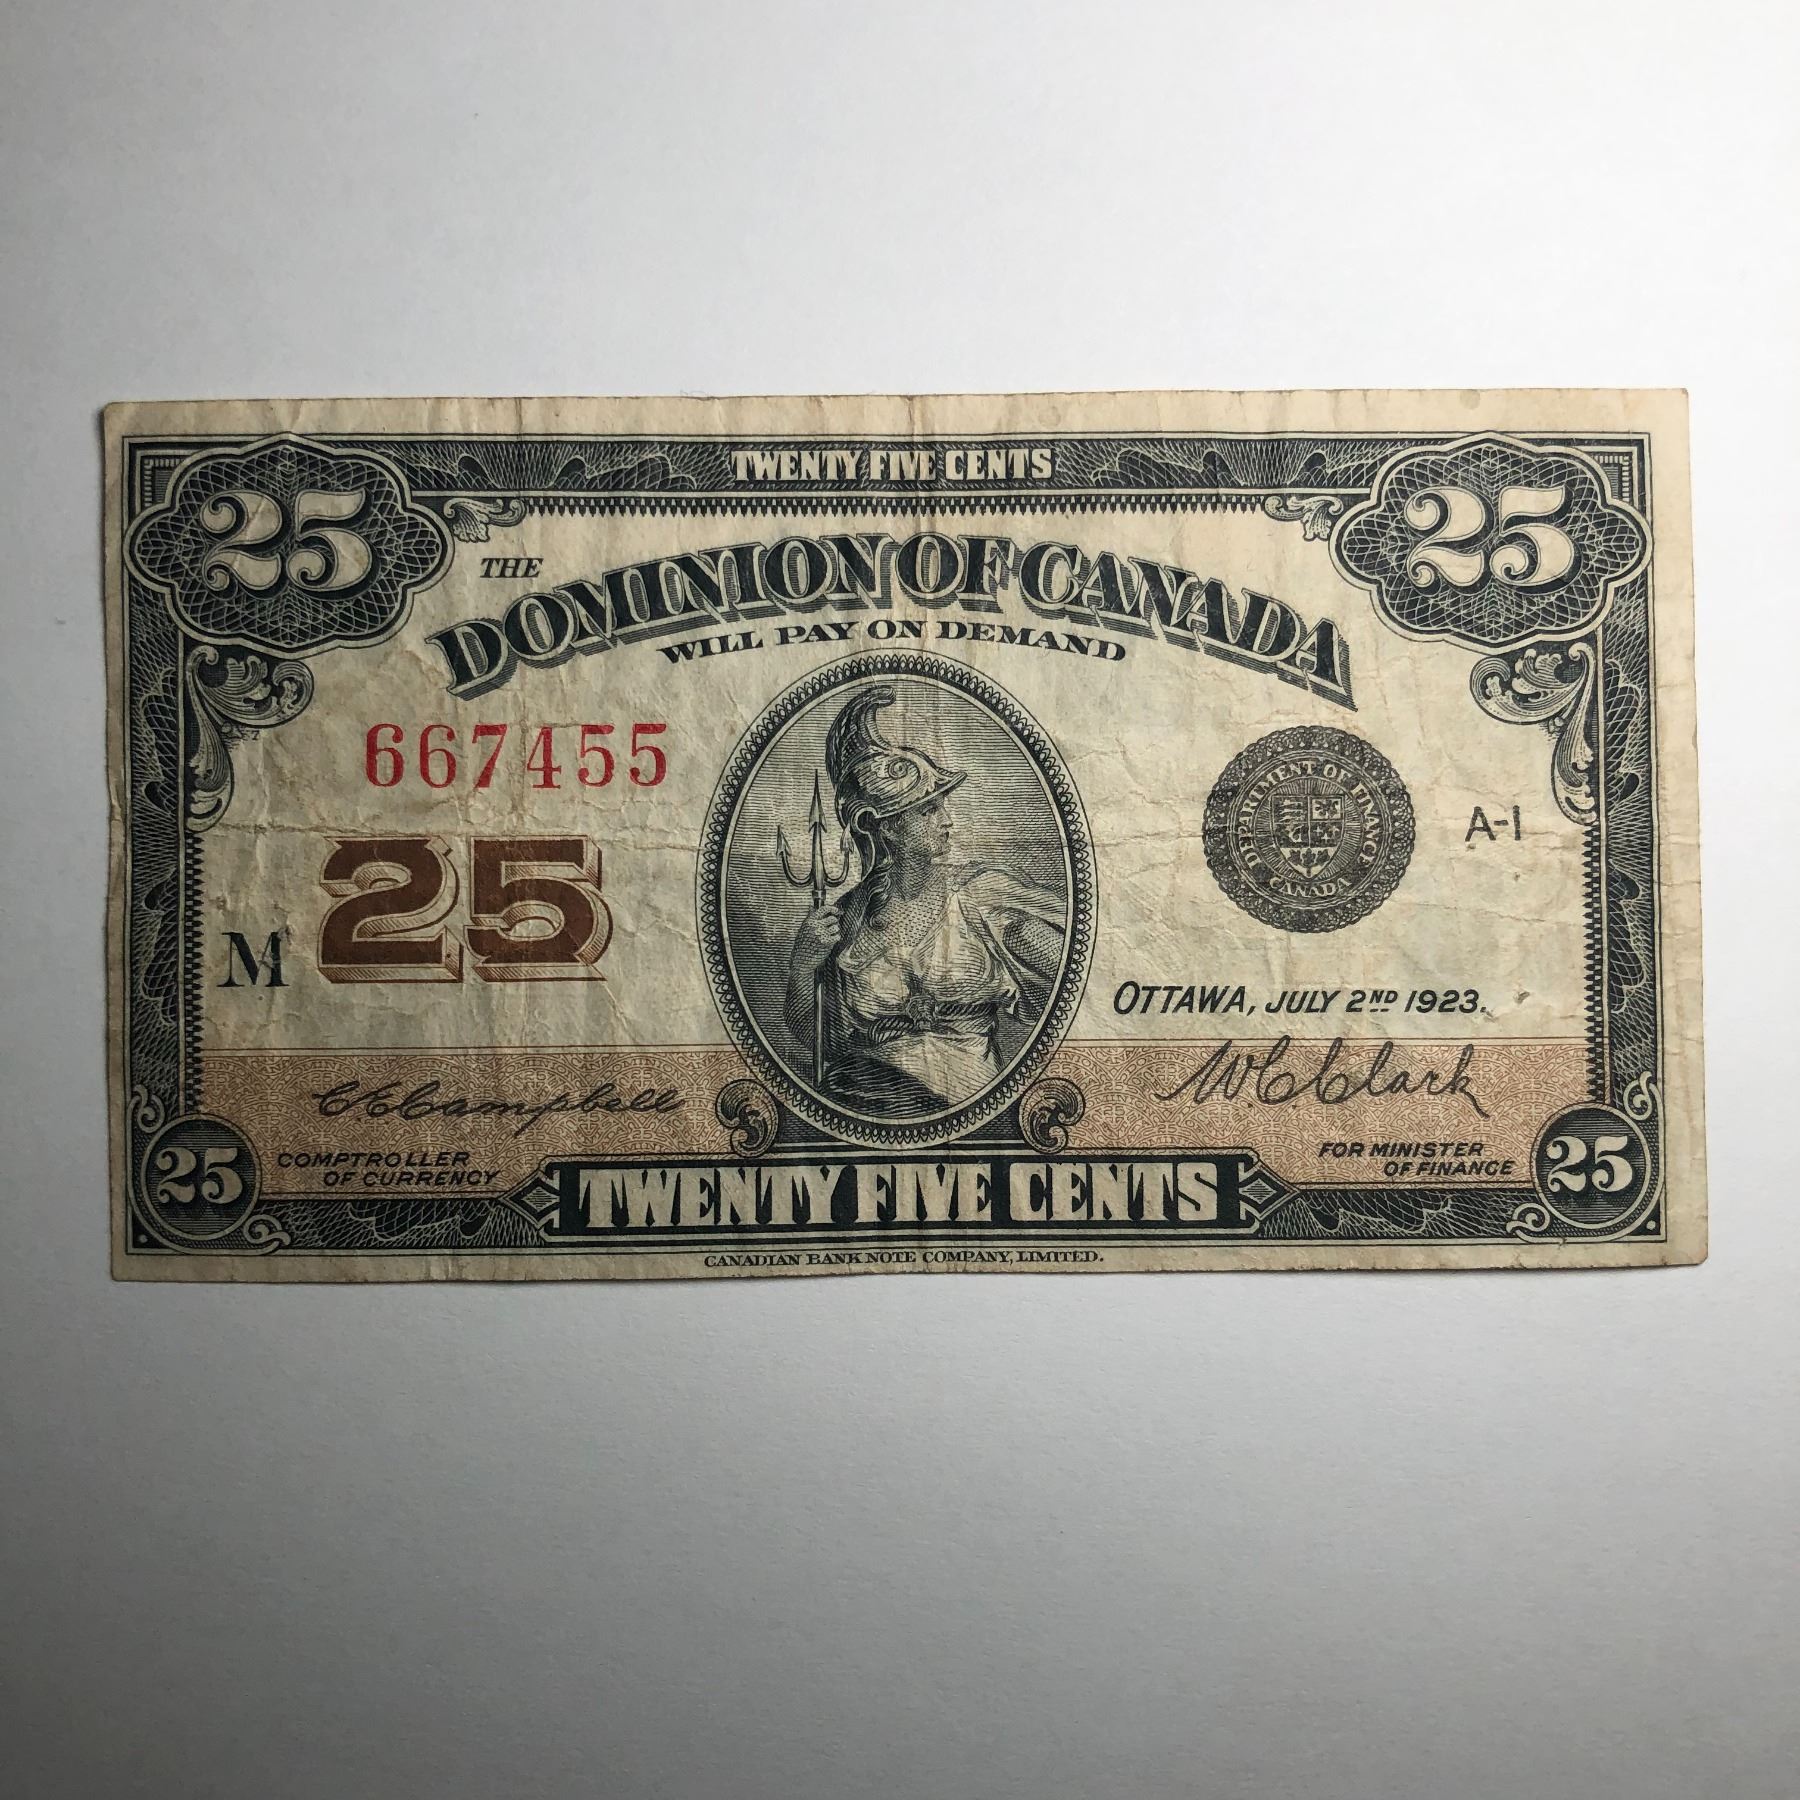 TWENTY FIVE CENTS
25
25
THE
DOMINION OF CANADA
WILL PAY ON DEMAND
667455
DEPARTMENT OF FINANCE
CANADA
A-1
M
25
OTTAWA, JULY 2ND 1923.
C E Campbell
W. C. Clark
COMPTROLLER
OF CURRENCY
FOR MINISTER
OF FINANCE
25
TWENTY FIVE CENTS
25
CANADIAN BANK NOTE COMPANY, LIMITED.